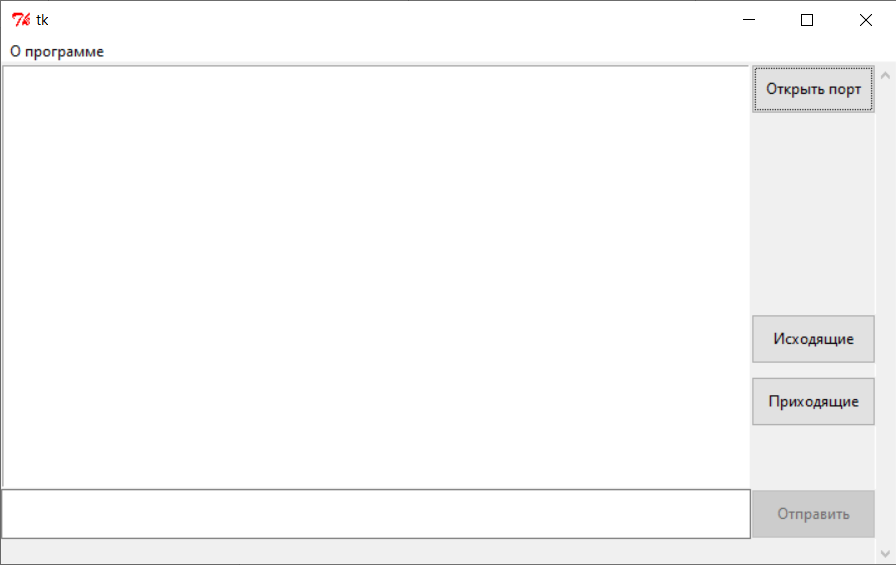 tk
О программе
Открыть порт
Исходящие
Приходящие
Отправить